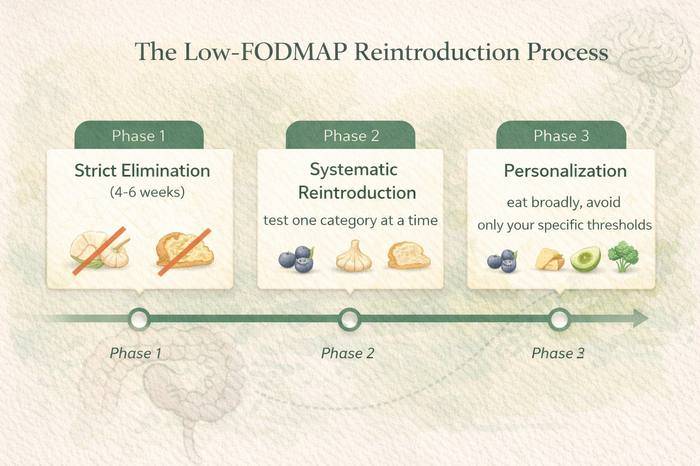 The Low-FODMAP Reintroduction Process
Phase 1
Strict Elimination
(4-6 weeks)
Phase 2
Systematic
Reintroduction
test one category at a time
Phase 3
Personalization
eat broadly, avoid
only your specific thresholds
Phase 1
Phase 2
Phase 3